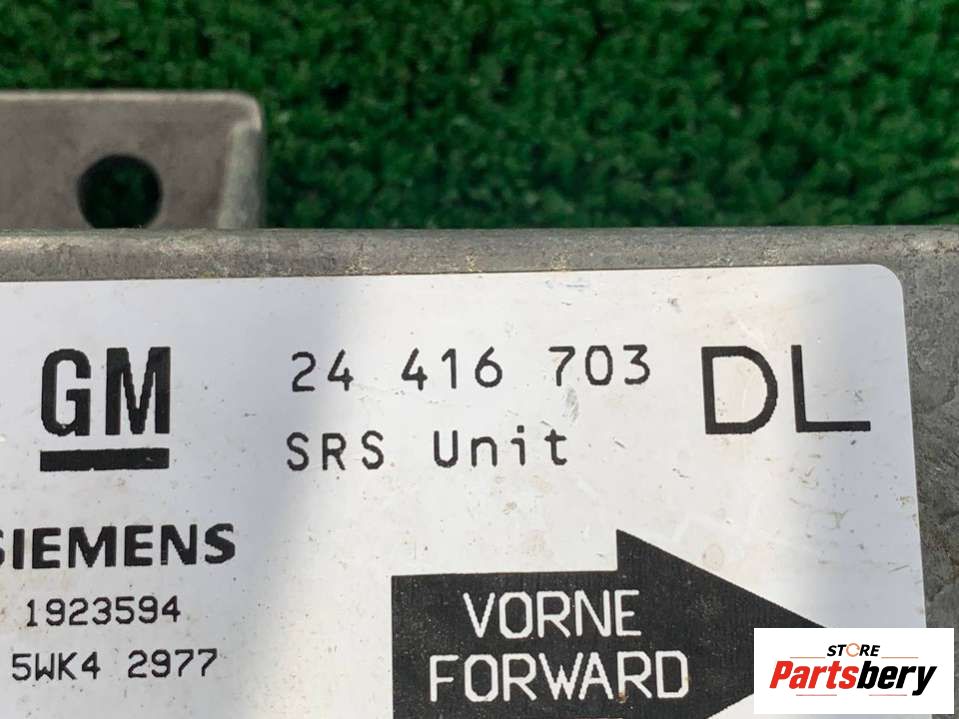 GM 24 416 703 DL
SRS Unit
SIEMENS
1923594
5WK4 2977
VORNE
FORWARD
STORE
Partsbery